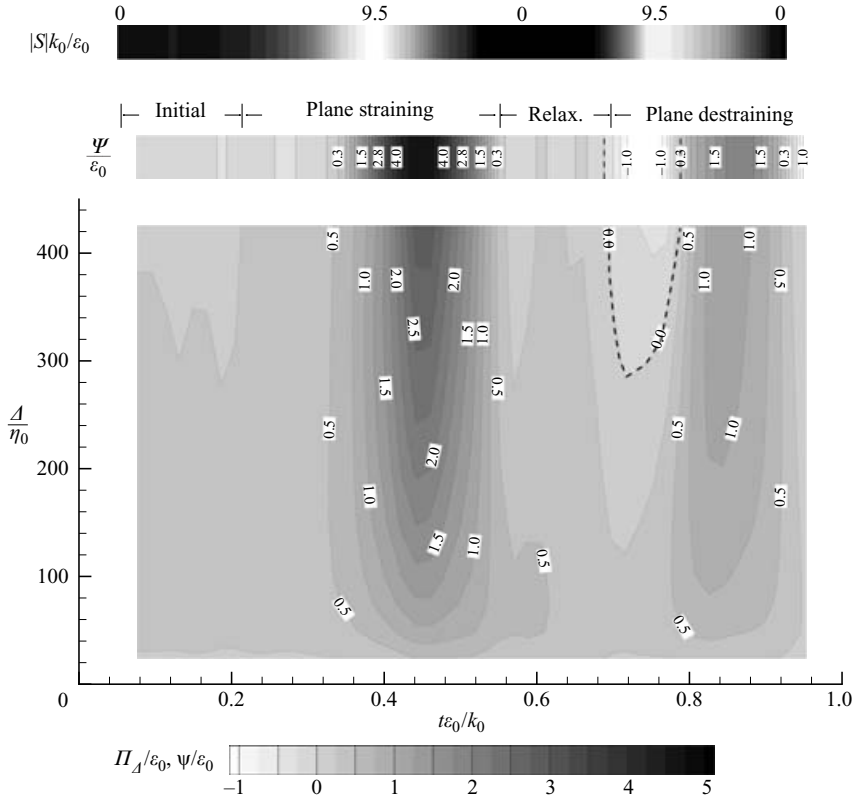 0 9.5 0 9.5 0
|S|k₀/ε₀
Initial Plane straining Relax. Plane destraining
Ψ/ε₀
0.3 1.5 2.8 4.0 4.0 2.8 1.5 0.3 −1.0 −1.0 0.3 1.5 1.5 0.3 1.0
400
0.5 0.0 0.5 1.0
1.0 2.0 2.0 1.0 0.5
2.5 1.5 1.0 0.0
300
1.5 0.5
Δ/η₀
0.5 0.5 1.0
2.0
200
1.0 0.5
1.5 1.0 0.5
100
0.5 0.5
0 0.2 0.4 0.6 0.8 1.0
tε₀/k₀
Π_Δ/ε₀, ψ/ε₀
−1 0 1 2 3 4 5